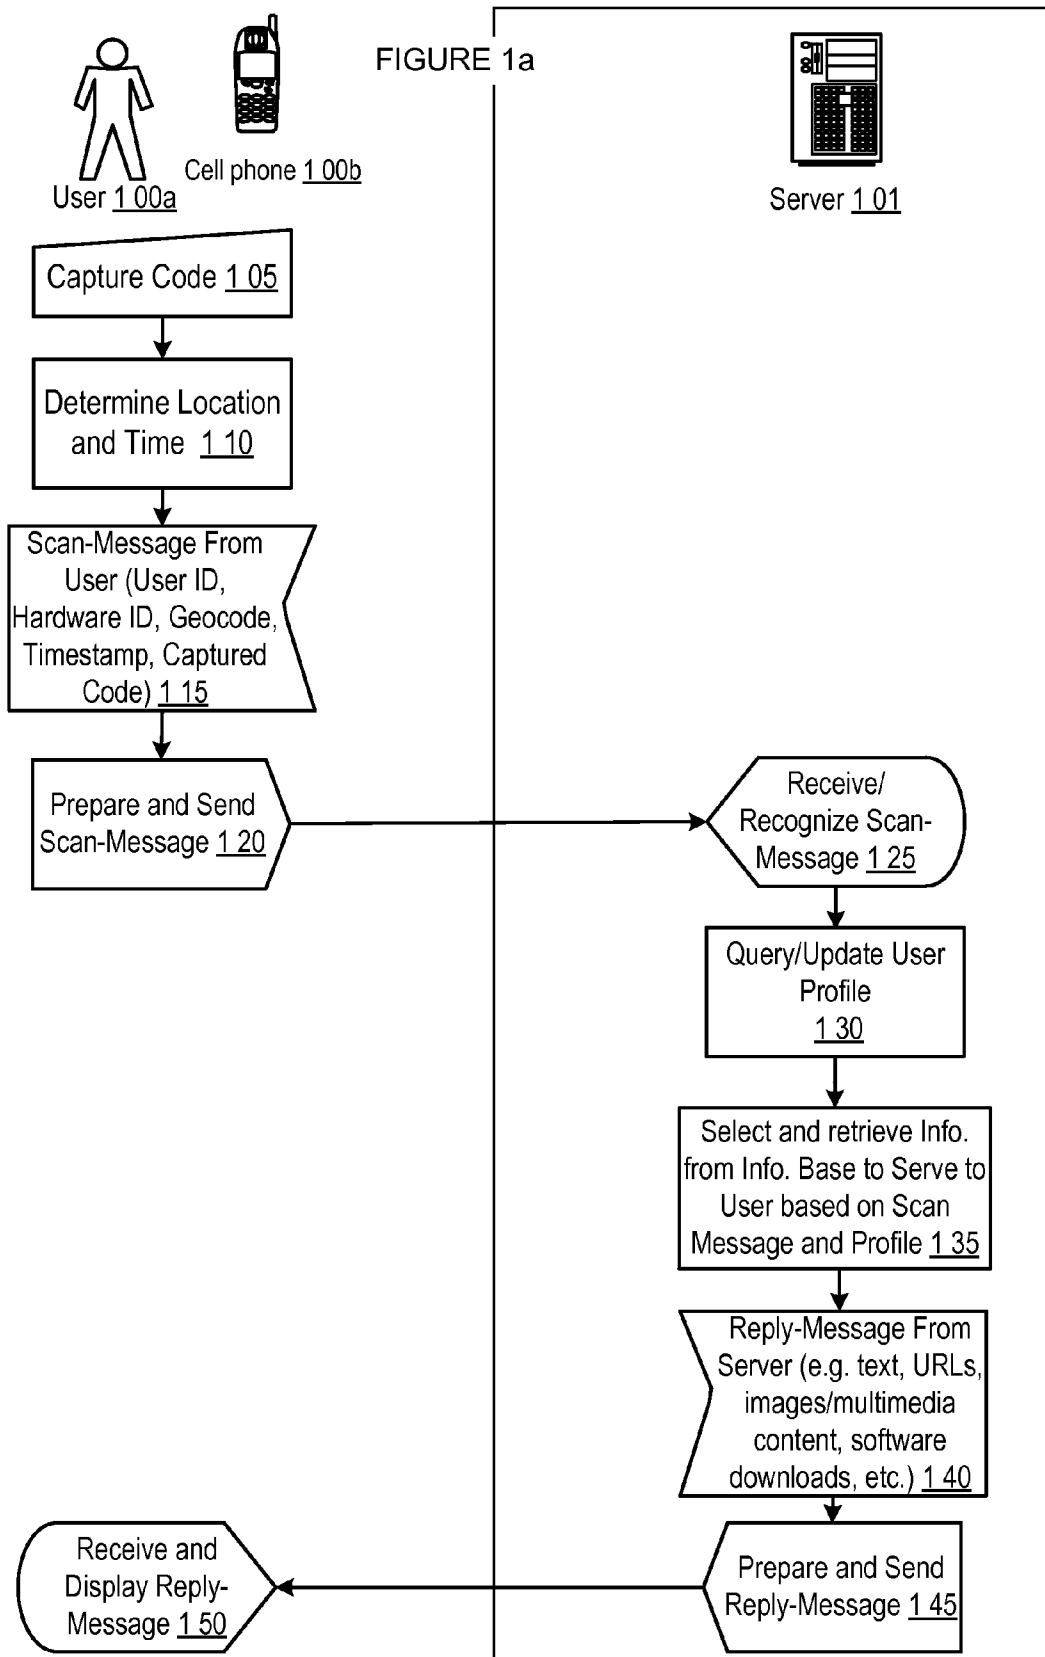 FIGURE 1a
User 1 00a
Cell phone 1 00b
Server 1 01
Capture Code 1 05
Determine Location
and Time 1 10
Scan-Message From
User (User ID,
Hardware ID, Geocode,
Timestamp, Captured
Code) 1 15
Prepare and Send
Scan-Message 1 20
Receive/
Recognize Scan-
Message 1 25
Query/Update User
Profile
1 30
Select and retrieve Info.
from Info. Base to Serve to
User based on Scan
Message and Profile 1 35
Reply-Message From
Server (e.g. text, URLs,
images/multimedia
content, software
downloads, etc.) 1 40
Prepare and Send
Reply-Message 1 45
Receive and
Display Reply-
Message 1 50